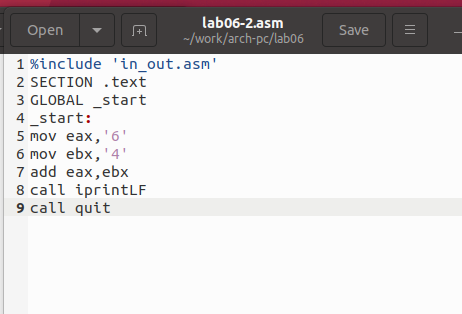 Open
lab06-2.asm
~/work/arch-pc/lab06
Save
1 %include 'in_out.asm'
2 SECTION .text
3 GLOBAL _start
4 _start:
5 mov eax,'6'
6 mov ebx,'4'
7 add eax,ebx
8 call iprintLF
9 call quit